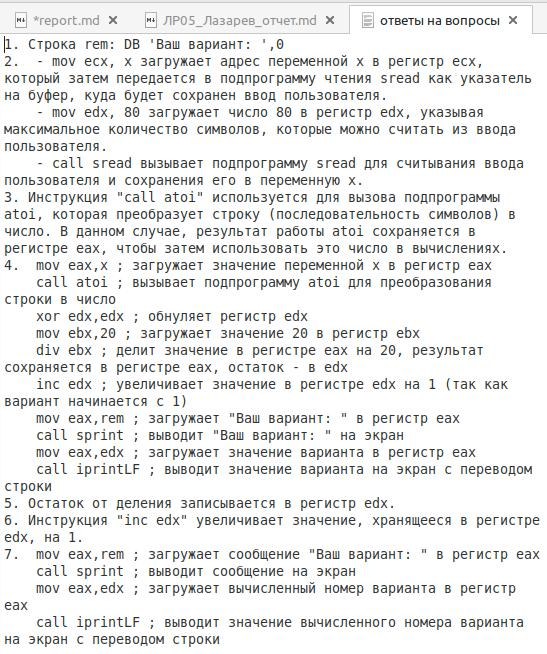 *report.md
ЛР05_Лазарев_отчет.md
ответы на вопросы
1. Строка rem: DB 'Ваш вариант: ',0
2.  - mov ecx, x загружает адрес переменной x в регистр ecx,
который затем передается в подпрограмму чтения sread как указатель
на буфер, куда будет сохранен ввод пользователя.
    - mov edx, 80 загружает число 80 в регистр edx, указывая
максимальное количество символов, которые можно считать из ввода
пользователя.
    - call sread вызывает подпрограмму sread для считывания ввода
пользователя и сохранения его в переменную x.
3. Инструкция "call atoi" используется для вызова подпрограммы
atoi, которая преобразует строку (последовательность символов) в
число. В данном случае, результат работы atoi сохраняется в
регистре eax, чтобы затем использовать это число в вычислениях.
4.  mov eax,x ; загружает значение переменной x в регистр eax
    call atoi ; вызывает подпрограмму atoi для преобразования
строки в число
    xor edx,edx ; обнуляет регистр edx
    mov ebx,20 ; загружает значение 20 в регистр ebx
    div ebx ; делит значение в регистре eax на 20, результат
сохраняется в регистре eax, остаток - в edx
    inc edx ; увеличивает значение в регистре edx на 1 (так как
вариант начинается с 1)
    mov eax,rem ; загружает "Ваш вариант: " в регистр eax
    call sprint ; выводит "Ваш вариант: " на экран
    mov eax,edx ; загружает значение варианта в регистр eax
    call iprintLF ; выводит значение варианта на экран с переводом
строки
5. Остаток от деления записывается в регистр edx.
6. Инструкция "inc edx" увеличивает значение, хранящееся в регистре
edx, на 1.
7.  mov eax,rem ; загружает сообщение "Ваш вариант: " в регистр eax
    call sprint ; выводит сообщение на экран
    mov eax,edx ; загружает вычисленный номер варианта в регистр
eax
    call iprintLF ; выводит значение вычисленного номера варианта
на экран с переводом строки